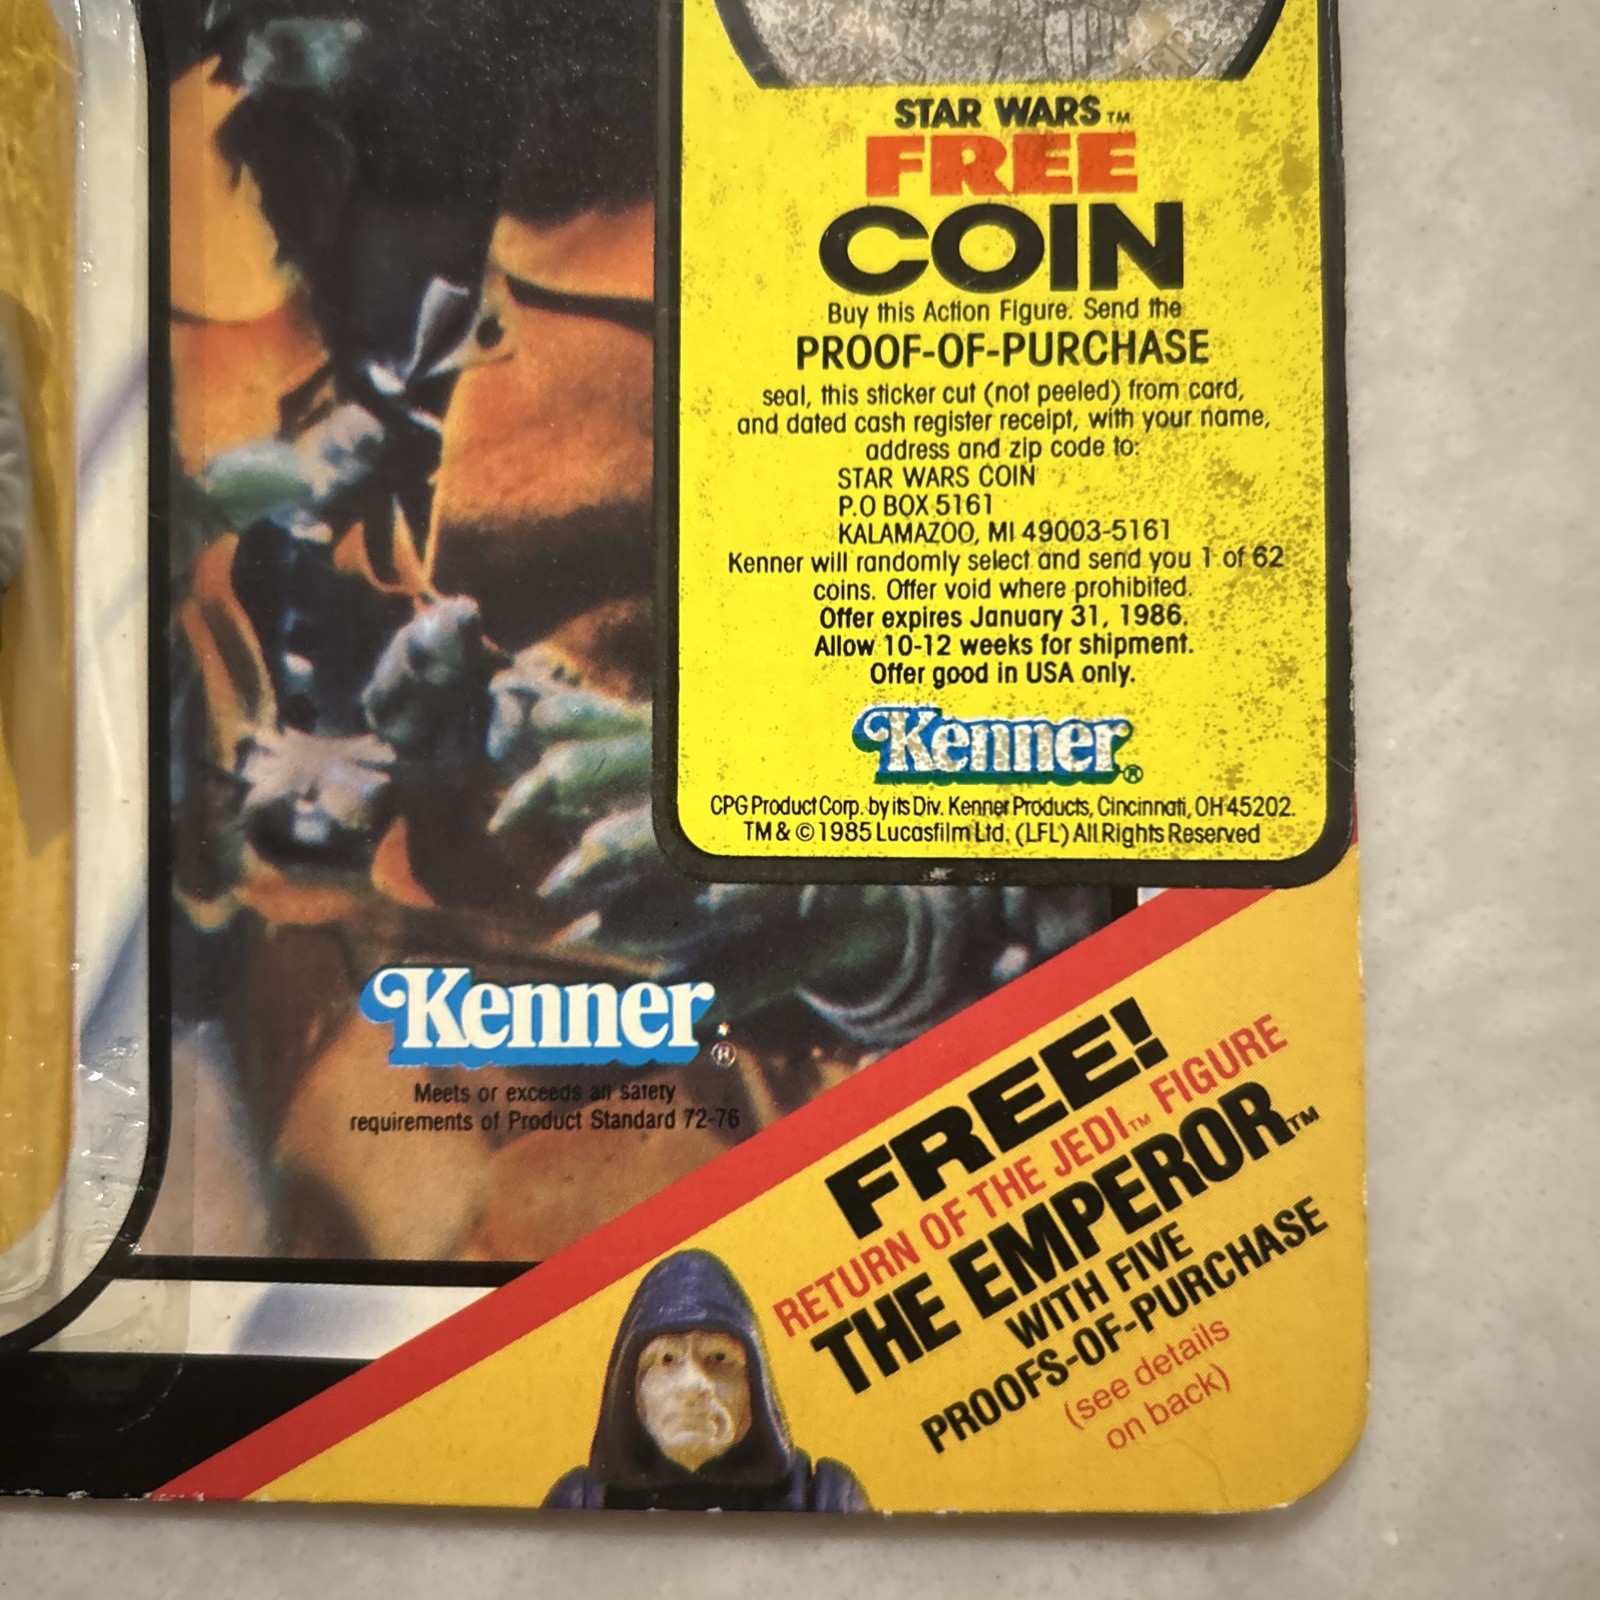 STAR WARS™
FREE
COIN
Buy this Action Figure. Send the
PROOF-OF-PURCHASE
seal, this sticker cut (not peeled) from card,
and dated cash register receipt, with your name,
address and zip code to:
STAR WARS COIN
P.O BOX 5161
KALAMAZOO, MI 49003-5161
Kenner will randomly select and send you 1 of 62
coins. Offer void where prohibited.
Offer expires January 31, 1986.
Allow 10-12 weeks for shipment.
Offer good in USA only.
Kenner®
CPG Product Corp. by its Div. Kenner Products, Cincinnati, OH 45202.
TM & © 1985 Lucasfilm Ltd. (LFL) All Rights Reserved
Kenner®
Meets or exceeds all safety
requirements of Product Standard 72-76
FREE!
RETURN OF THE JEDI™ FIGURE
THE EMPEROR™
WITH FIVE
PROOFS-OF-PURCHASE
(see details
on back)